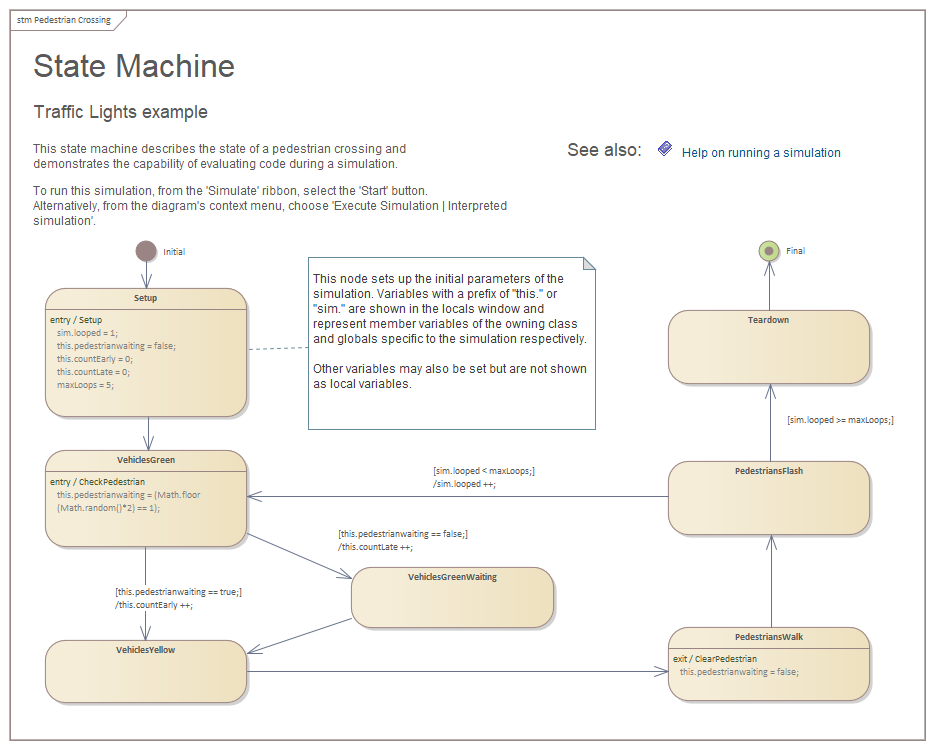 stm Pedestrian Crossing
State Machine
Traffic Lights example
This state machine describes the state of a pedestrian crossing and
demonstrates the capability of evaluating code during a simulation.
See also:
Help on running a simulation
To run this simulation, from the 'Simulate' ribbon, select the 'Start' button.
Alternatively, from the diagram's context menu, choose 'Execute Simulation | Interpreted
simulation'.
Initial
Final
Setup
entry / Setup
sim.looped = 1;
this.pedestrianwaiting = false;
this.countEarly = 0;
this.countLate = 0;
maxLoops = 5;
This node sets up the initial parameters of the
simulation. Variables with a prefix of "this." or
"sim." are shown in the locals window and
represent member variables of the owning class
and globals specific to the simulation respectively.
Other variables may also be set but are not shown
as local variables.
Teardown
[sim.looped >= maxLoops;]
VehiclesGreen
entry / CheckPedestrian
this.pedestrianwaiting = (Math.floor
(Math.random()*2) == 1);
[sim.looped < maxLoops;]
/sim.looped ++;
PedestriansFlash
[this.pedestrianwaiting == false;]
/this.countLate ++;
VehiclesGreenWaiting
[this.pedestrianwaiting == true;]
/this.countEarly ++;
VehiclesYellow
PedestriansWalk
exit / ClearPedestrian
this.pedestrianwaiting = false;